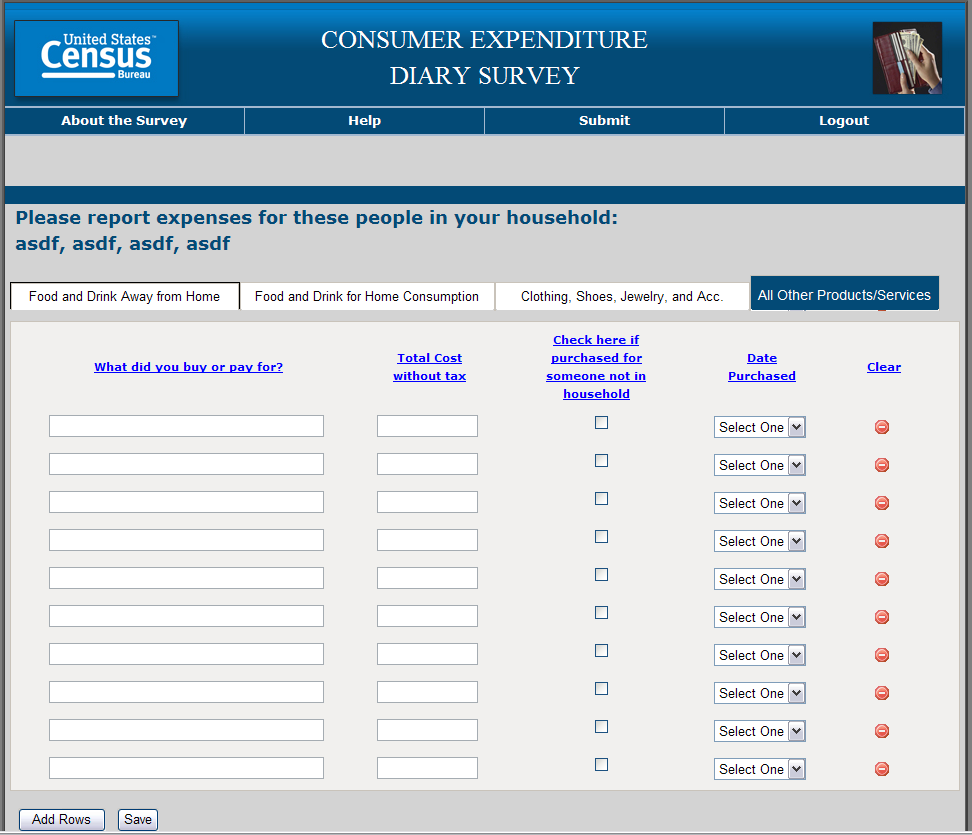 United States™
Census
Bureau
CONSUMER EXPENDITURE
DIARY SURVEY
About the Survey Help Submit Logout
Please report expenses for these people in your household:
asdf, asdf, asdf, asdf
Food and Drink Away from Home Food and Drink for Home Consumption Clothing, Shoes, Jewelry, and Acc. All Other Products/Services
What did you buy or pay for?
Total Cost
without tax
Check here if
purchased for
someone not in
household
Date
Purchased
Clear
Select One
Select One
Select One
Select One
Select One
Select One
Select One
Select One
Select One
Select One
Add Rows Save